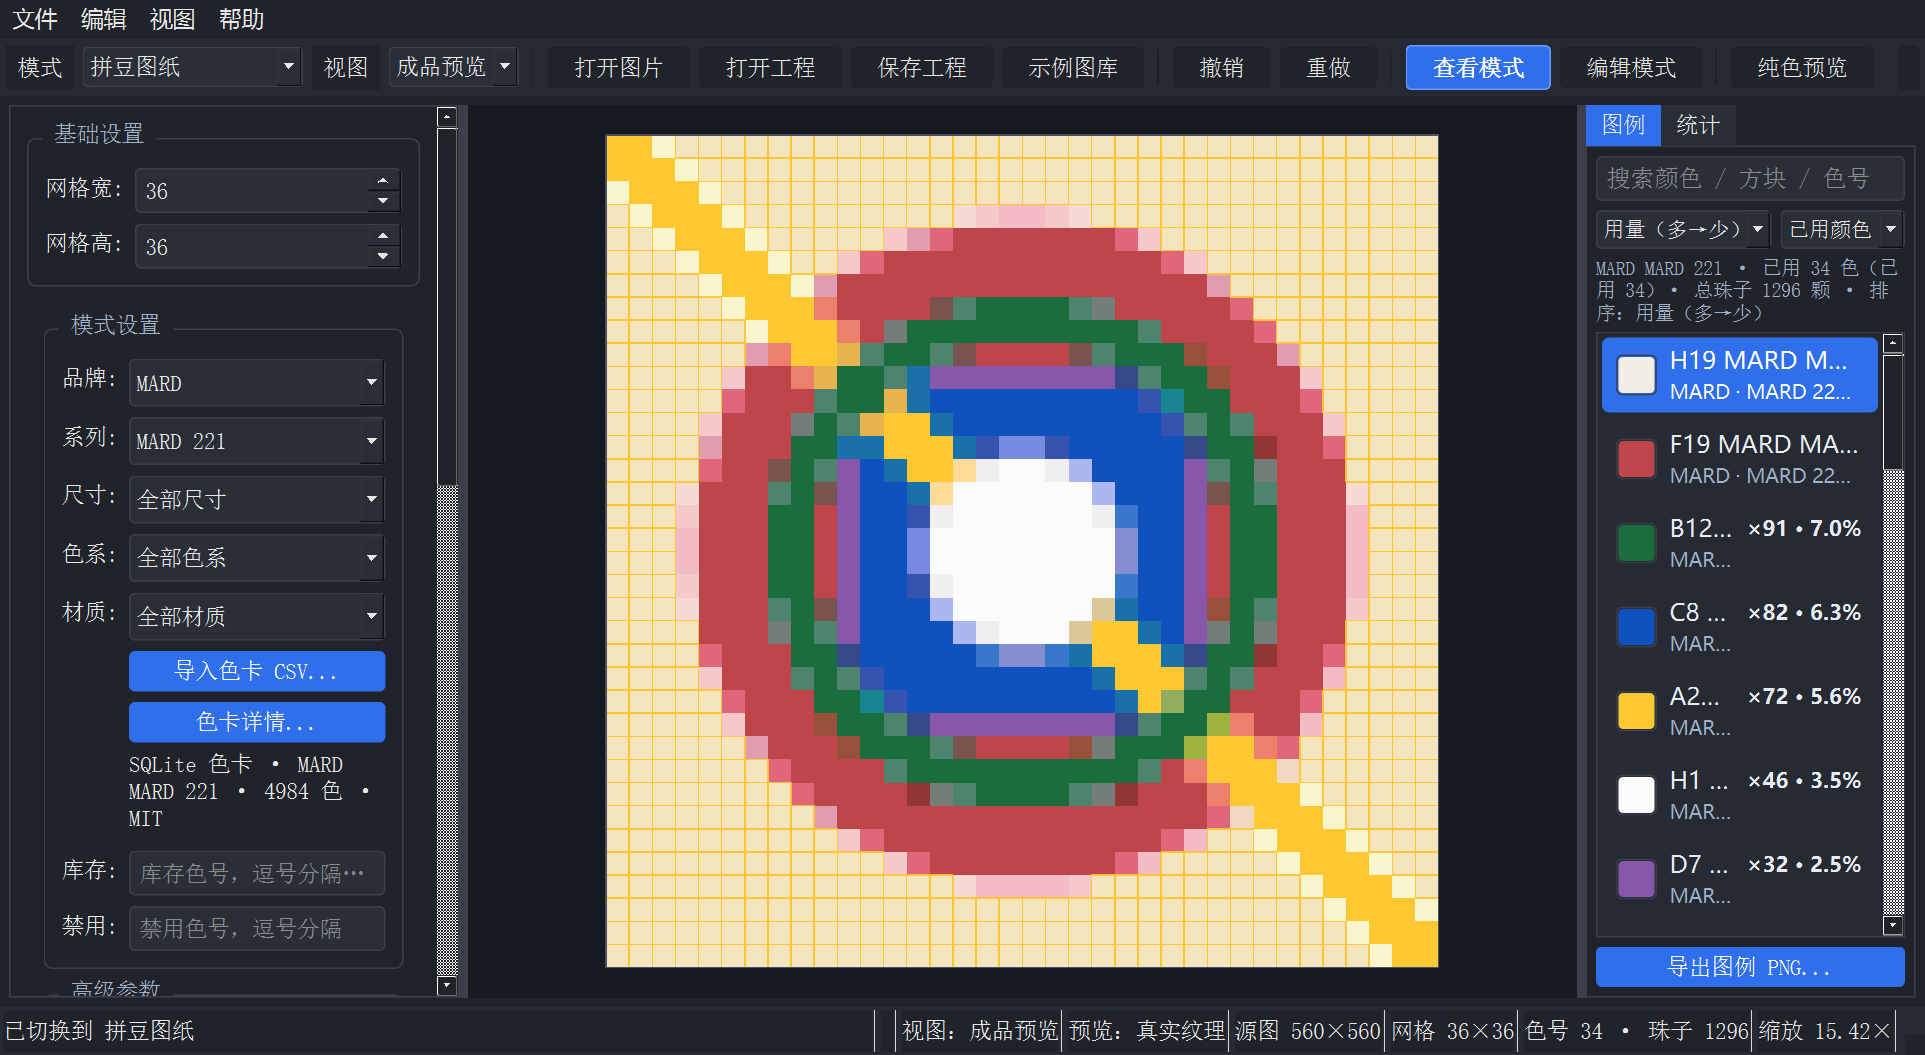 文件 编辑 视图 帮助
模式 拼豆图纸 视图 成品预览 打开图片 打开工程 保存工程 示例图库 撤销 重做 查看模式 编辑模式 纯色预览
基础设置
网格宽: 36
网格高: 36
模式设置
品牌: MARD
系列: MARD 221
尺寸: 全部尺寸
色系: 全部色系
材质: 全部材质
导入色卡 CSV...
色卡详情...
SQLite 色卡 • MARD
MARD 221 • 4984 色 •
MIT
库存: 库存色号, 逗号分隔…
禁用: 禁用色号, 逗号分隔
高级参数
图例 统计
搜索颜色 / 方块 / 色号
用量（多→少） 已用颜色
MARD MARD 221 • 已用 34 色（已
用 34） • 总珠子 1296 颗 • 排
序: 用量（多→少）
H19 MARD M...
MARD · MARD 22...
F19 MARD MA...
MARD · MARD 22...
B12... ×91 • 7.0%
MAR...
C8 ... ×82 • 6.3%
MAR...
A2... ×72 • 5.6%
MAR...
H1 ... ×46 • 3.5%
MAR...
D7 ... ×32 • 2.5%
MAR...
导出图例 PNG...
已切换到 拼豆图纸 视图: 成品预览 预览: 真实纹理 源图 560×560 网格 36×36 色号 34 • 珠子 1296 缩放 15.42×